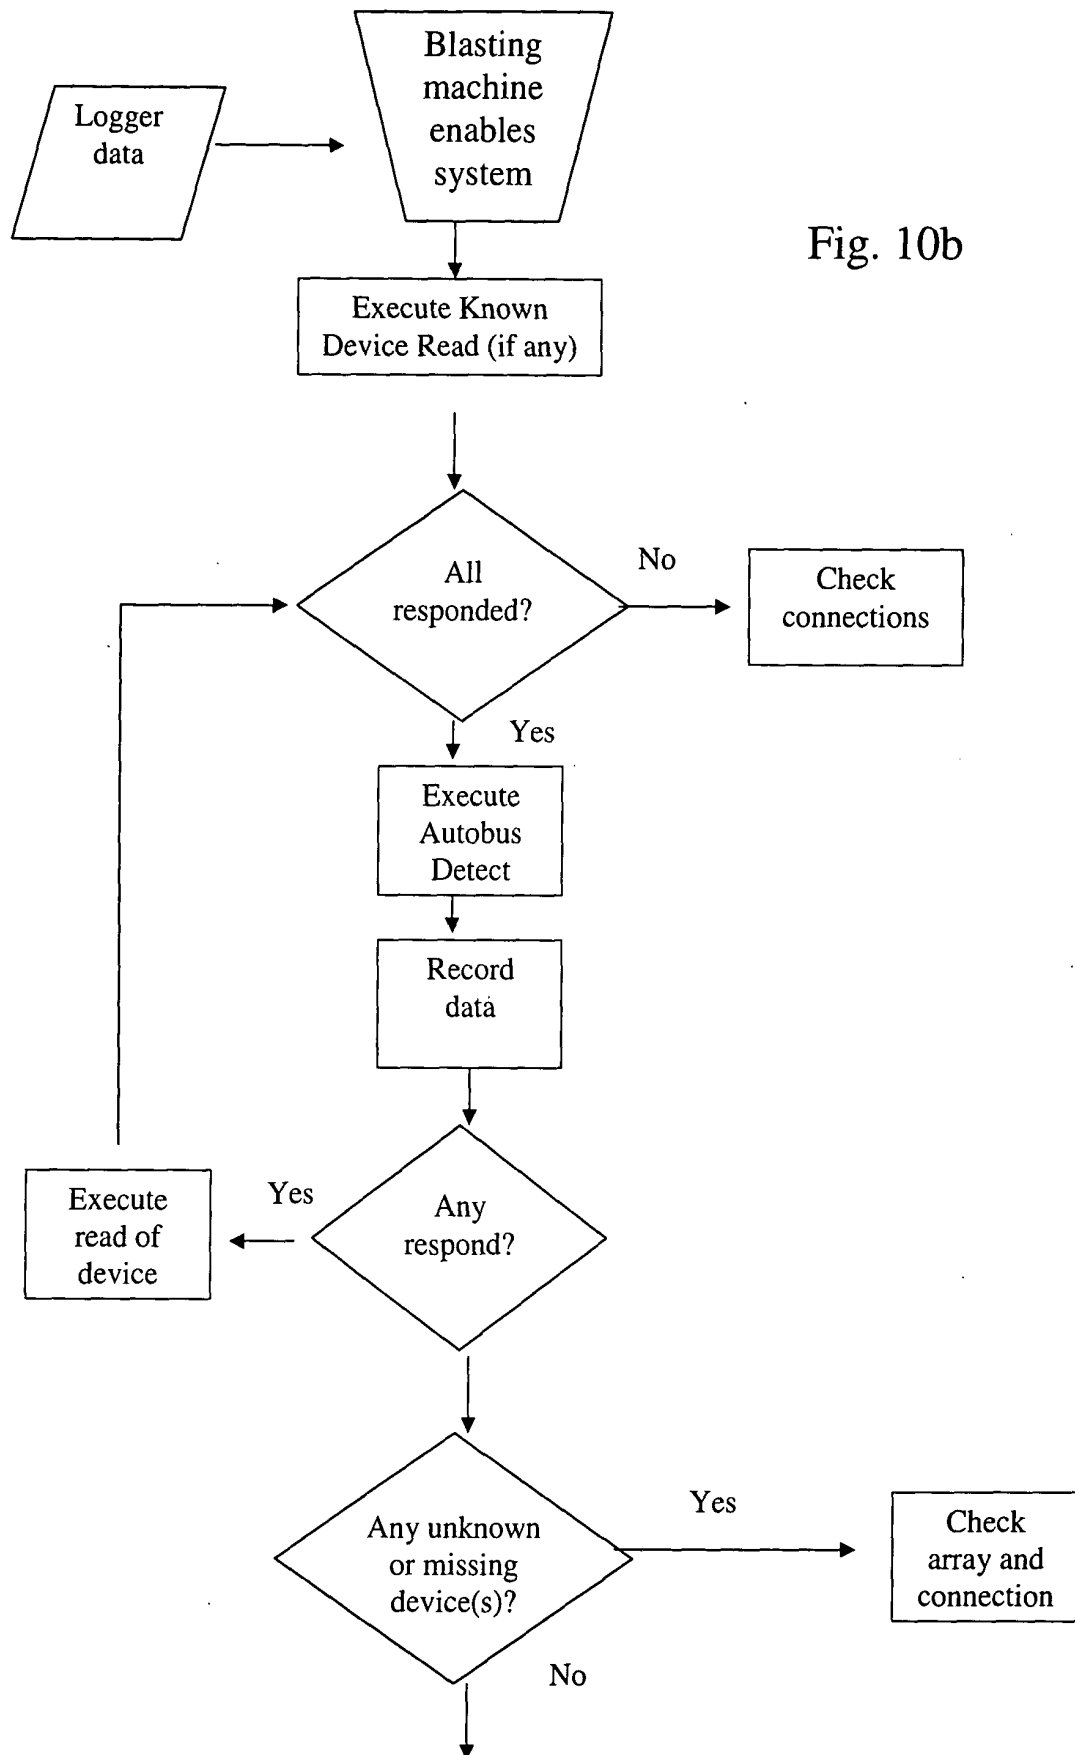 Blasting
machine
enables
system
Logger
data
Fig. 10b
Execute Known
Device Read (if any)
All
responded?
No
Check
connections
Yes
Execute
Autobus
Detect
Record
data
Any
respond?
Yes
Execute
read of
device
Any unknown
or missing
device(s)?
Yes
Check
array and
connection
No